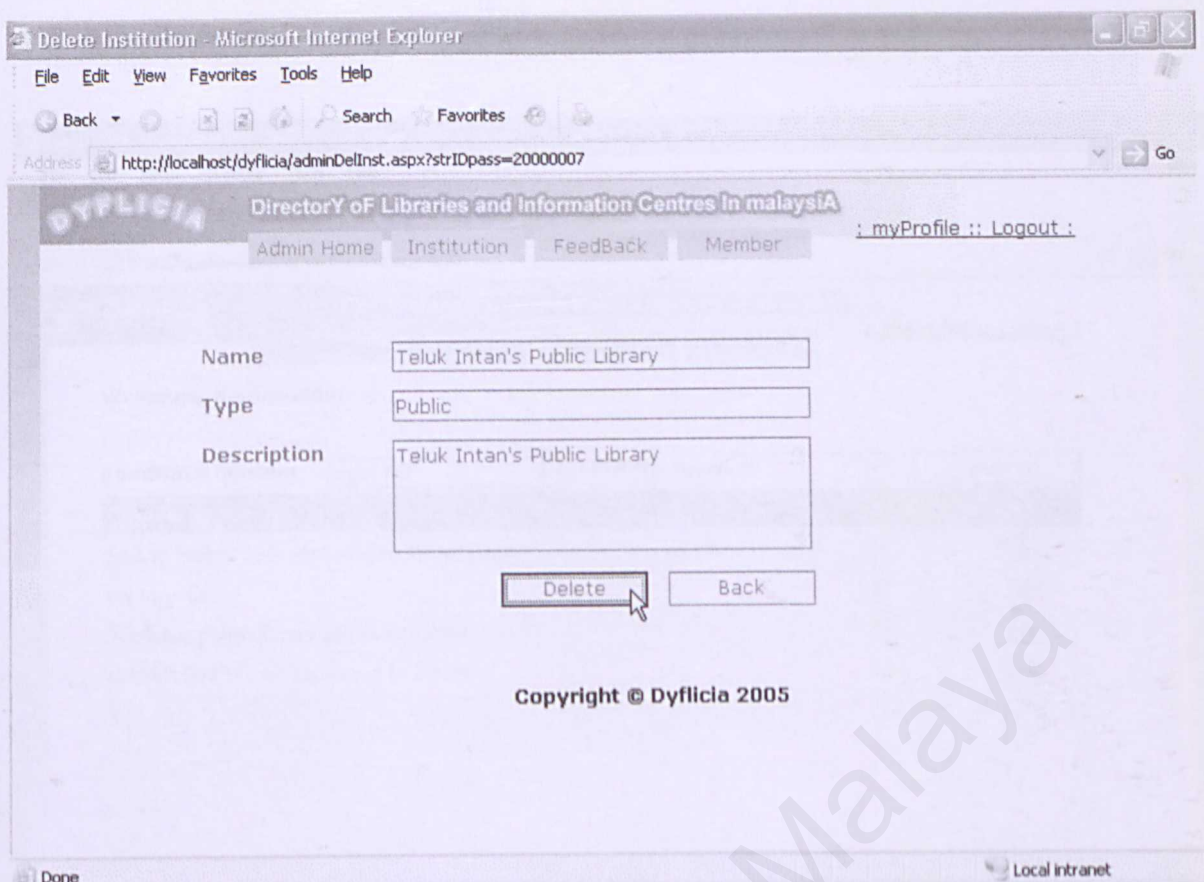 Delete Institution - Microsoft Internet Explorer
File Edit View Favorites Tools Help
Back Search Favorites
Address http://localhost/dyflicia/adminDelInst.aspx?strIDpass=20000007 Go
DYFLICIA DirectorY oF Libraries and Information Centres In malaysiA
: myProfile :: Logout :
Admin Home Institution FeedBack Member
Name Teluk Intan's Public Library
Type Public
Description Teluk Intan's Public Library
Delete Back
Copyright © Dyflicia 2005
Malaya
Done Local intranet